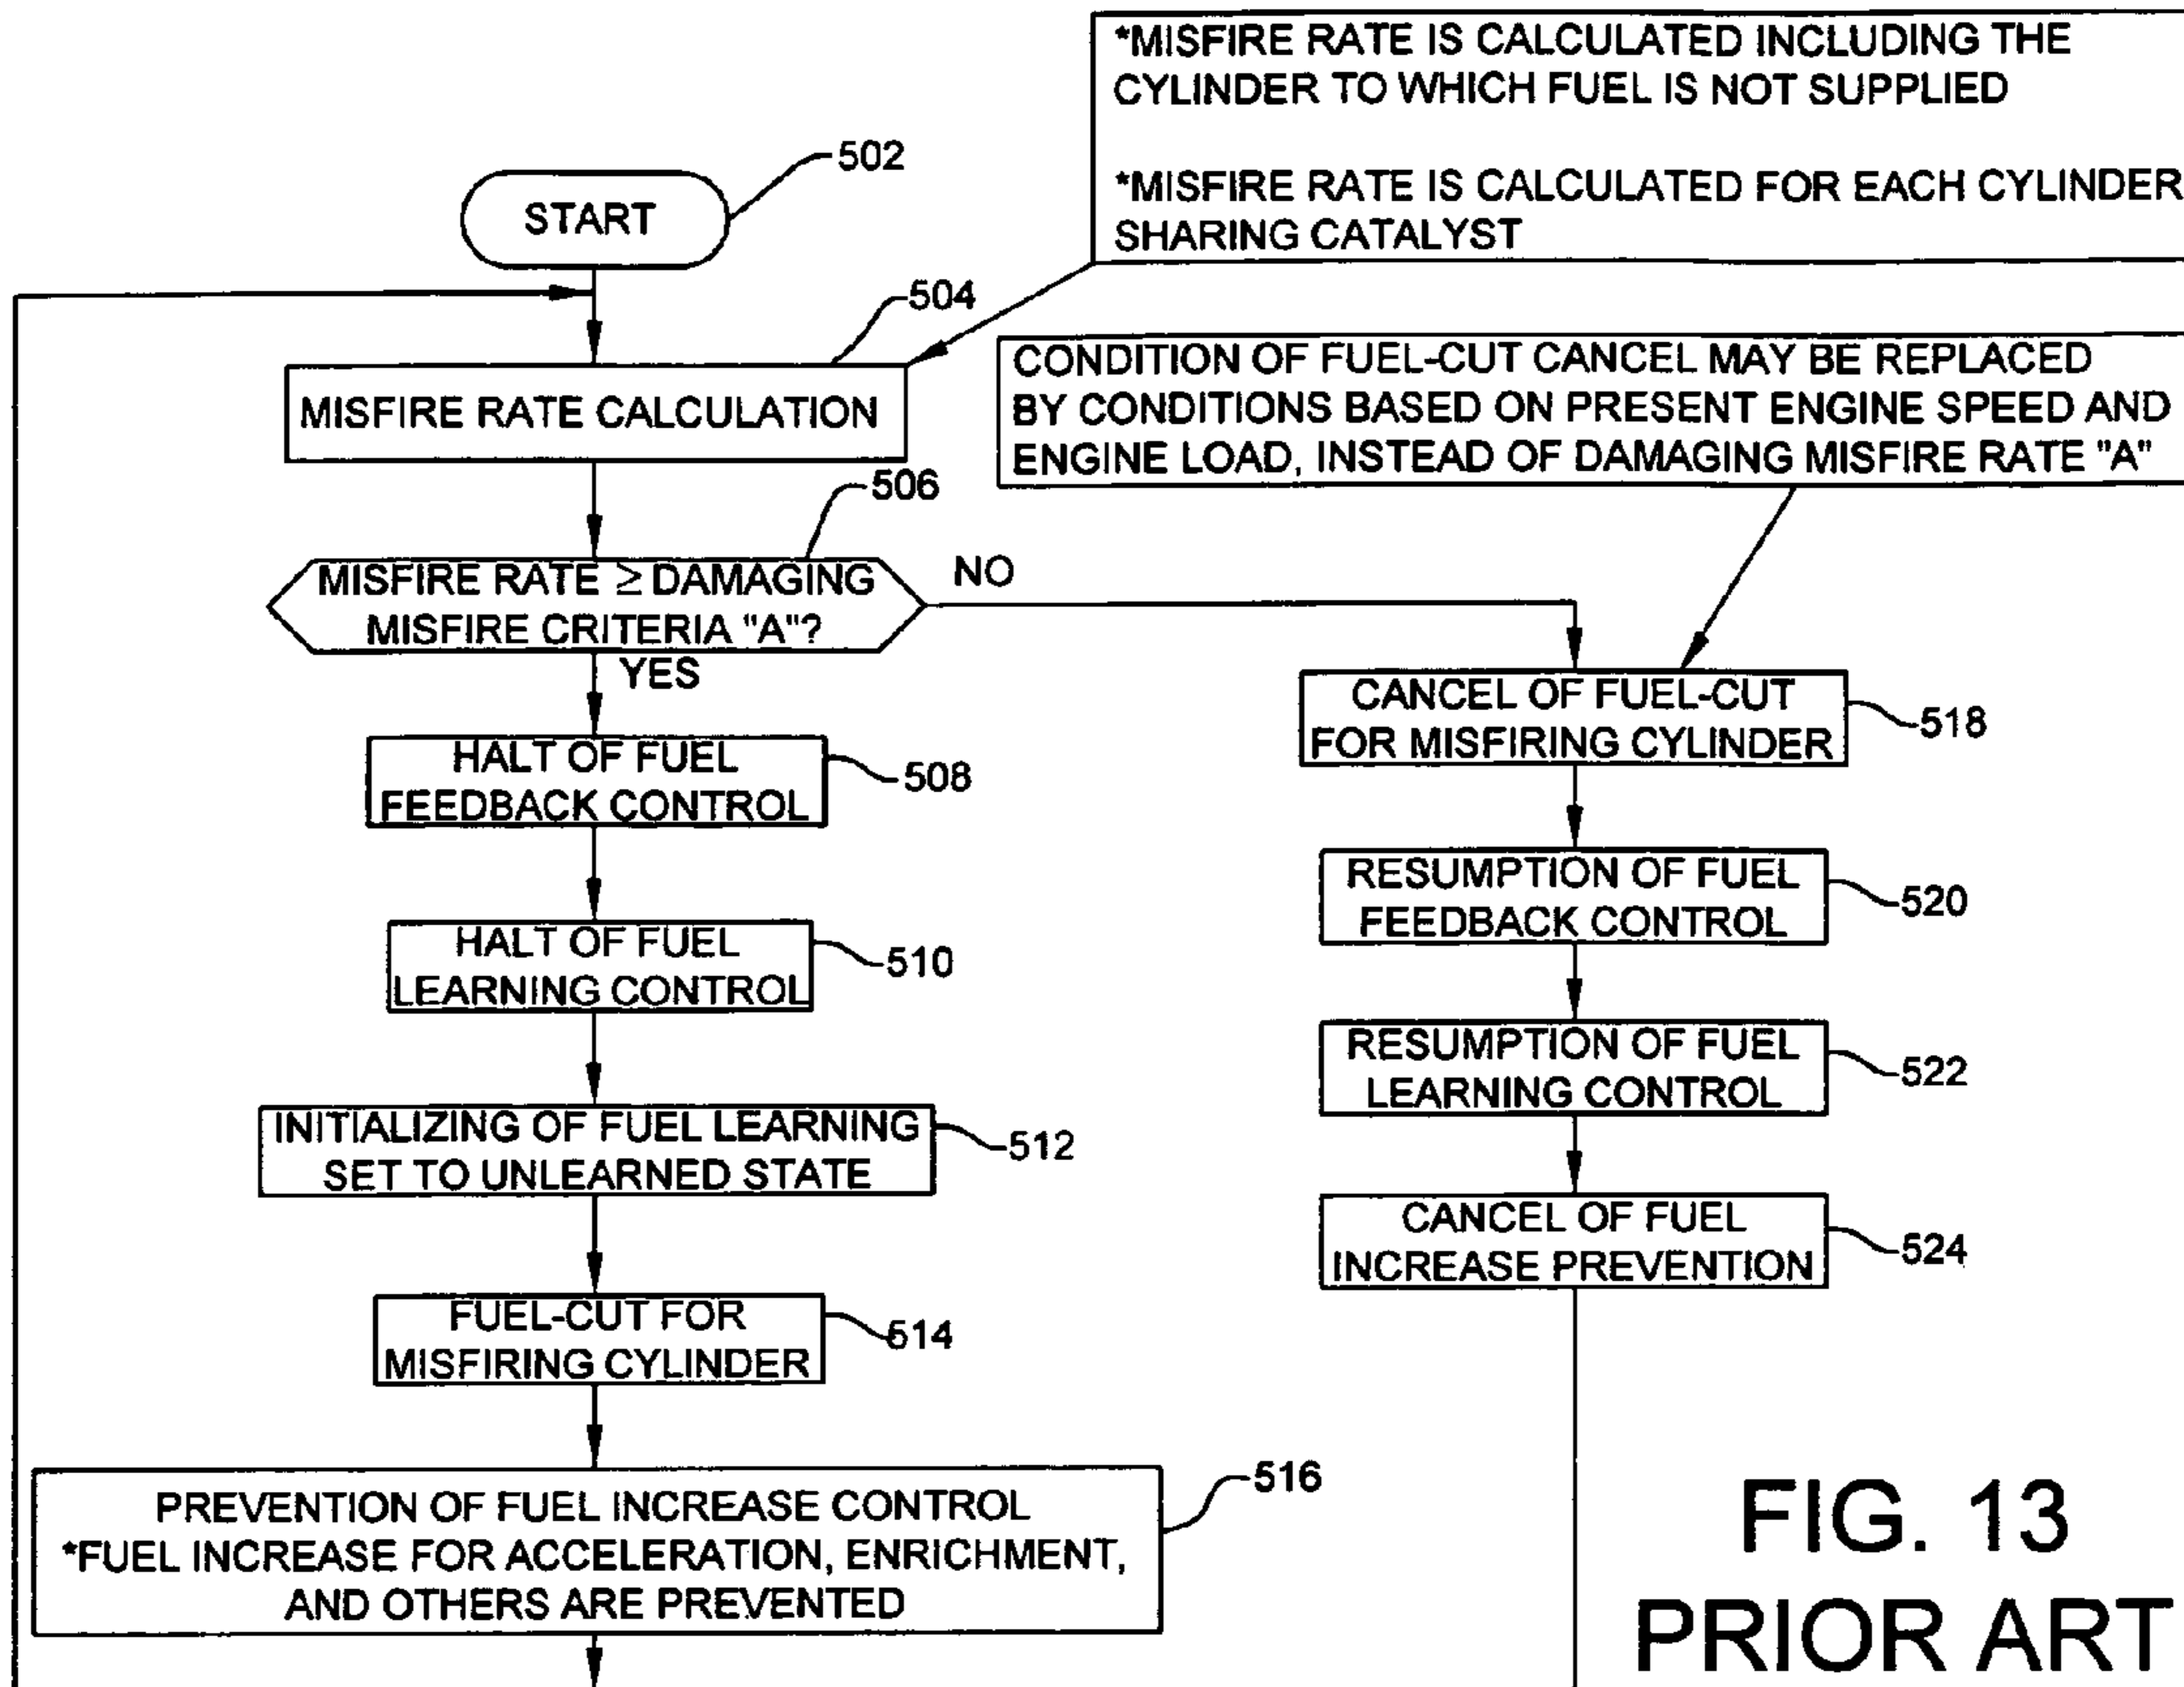 *MISFIRE RATE IS CALCULATED INCLUDING THE
CYLINDER TO WHICH FUEL IS NOT SUPPLIED
*MISFIRE RATE IS CALCULATED FOR EACH CYLINDER
SHARING CATALYST
502
START
504
MISFIRE RATE CALCULATION
CONDITION OF FUEL-CUT CANCEL MAY BE REPLACED
BY CONDITIONS BASED ON PRESENT ENGINE SPEED AND
ENGINE LOAD, INSTEAD OF DAMAGING MISFIRE RATE "A"
506
MISFIRE RATE ≥ DAMAGING
MISFIRE CRITERIA "A"?
NO
YES
HALT OF FUEL
FEEDBACK CONTROL
508
HALT OF FUEL
LEARNING CONTROL
510
INITIALIZING OF FUEL LEARNING
SET TO UNLEARNED STATE
512
FUEL-CUT FOR
MISFIRING CYLINDER
514
PREVENTION OF FUEL INCREASE CONTROL
*FUEL INCREASE FOR ACCELERATION, ENRICHMENT,
AND OTHERS ARE PREVENTED
516
CANCEL OF FUEL-CUT
FOR MISFIRING CYLINDER
518
RESUMPTION OF FUEL
FEEDBACK CONTROL
520
RESUMPTION OF FUEL
LEARNING CONTROL
522
CANCEL OF FUEL
INCREASE PREVENTION
524
FIG. 13
PRIOR ART